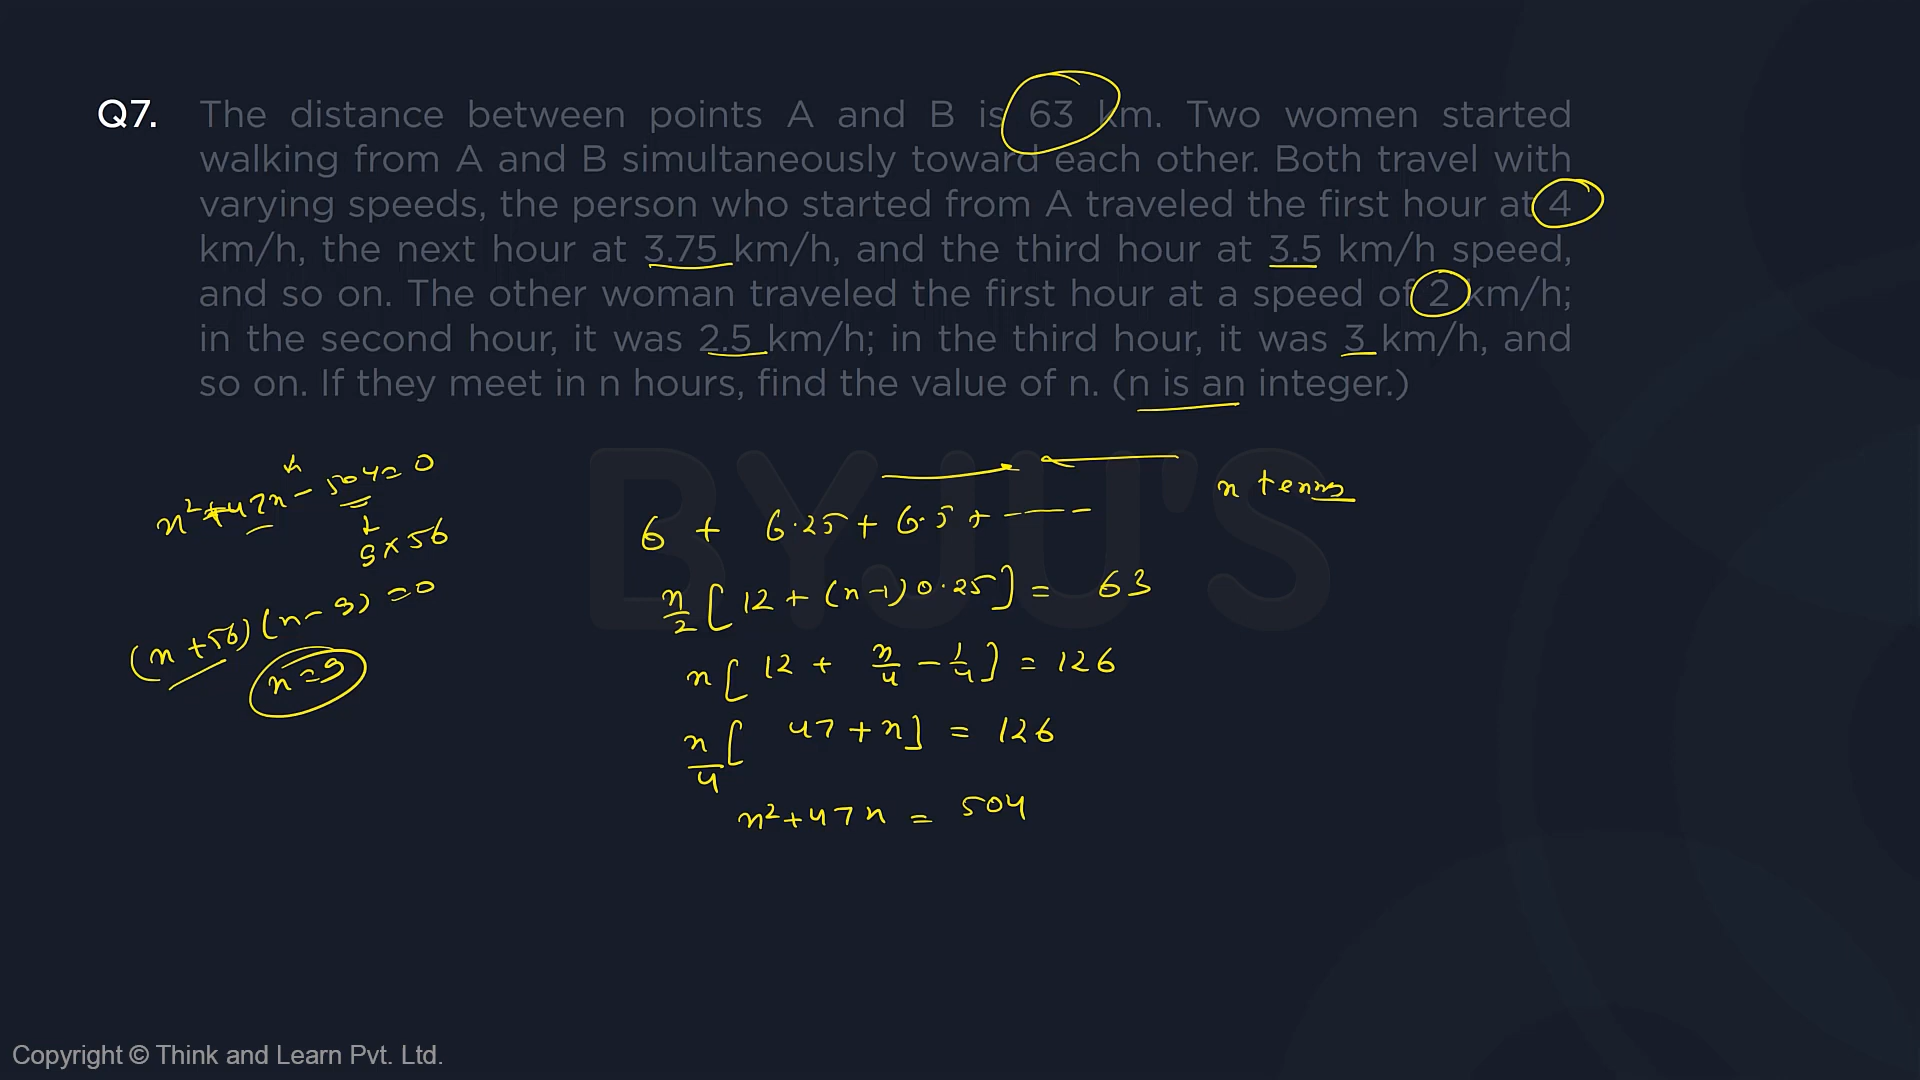 Q7. The distance between points A and B is 63 km. Two women started
walking from A and B simultaneously toward each other. Both travel with
varying speeds, the person who started from A traveled the first hour at 4
km/h, the next hour at 3.75 km/h, and the third hour at 3.5 km/h speed,
and so on. The other woman traveled the first hour at a speed of 2 km/h;
in the second hour, it was 2.5 km/h; in the third hour, it was 3 km/h, and
so on. If they meet in n hours, find the value of n. (n is an integer.)
BYJU'S
n terms
6 + 6.25 + 6.5 + -----
n/2 [ 12 + (n-1) 0.25 ] = 63
n [ 12 + n/4 - 1/4 ] = 126
n/4 [ 47 + n ] = 126
n² + 47n = 504
n² + 47n - 504 = 0
9 × 56
(n + 56) (n - 9) = 0
n = 9
Copyright © Think and Learn Pvt. Ltd.